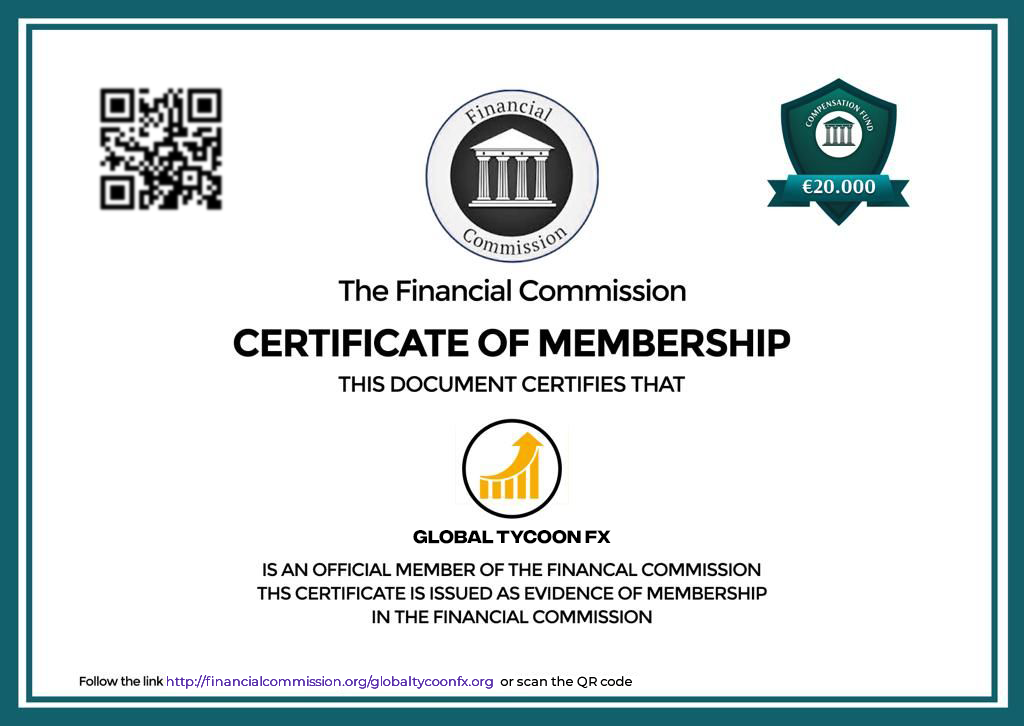 Financial
Commission
COMPENSATION FUND
€20.000
The Financial Commission
CERTIFICATE OF MEMBERSHIP
THIS DOCUMENT CERTIFIES THAT
GLOBAL TYCOON FX
IS AN OFFICIAL MEMBER OF THE FINANCAL COMMISSION
THS CERTIFICATE IS ISSUED AS EVIDENCE OF MEMBERSHIP
IN THE FINANCIAL COMMISSION
Follow the link http://financialcommission.org/globaltycoonfx.org or scan the QR code